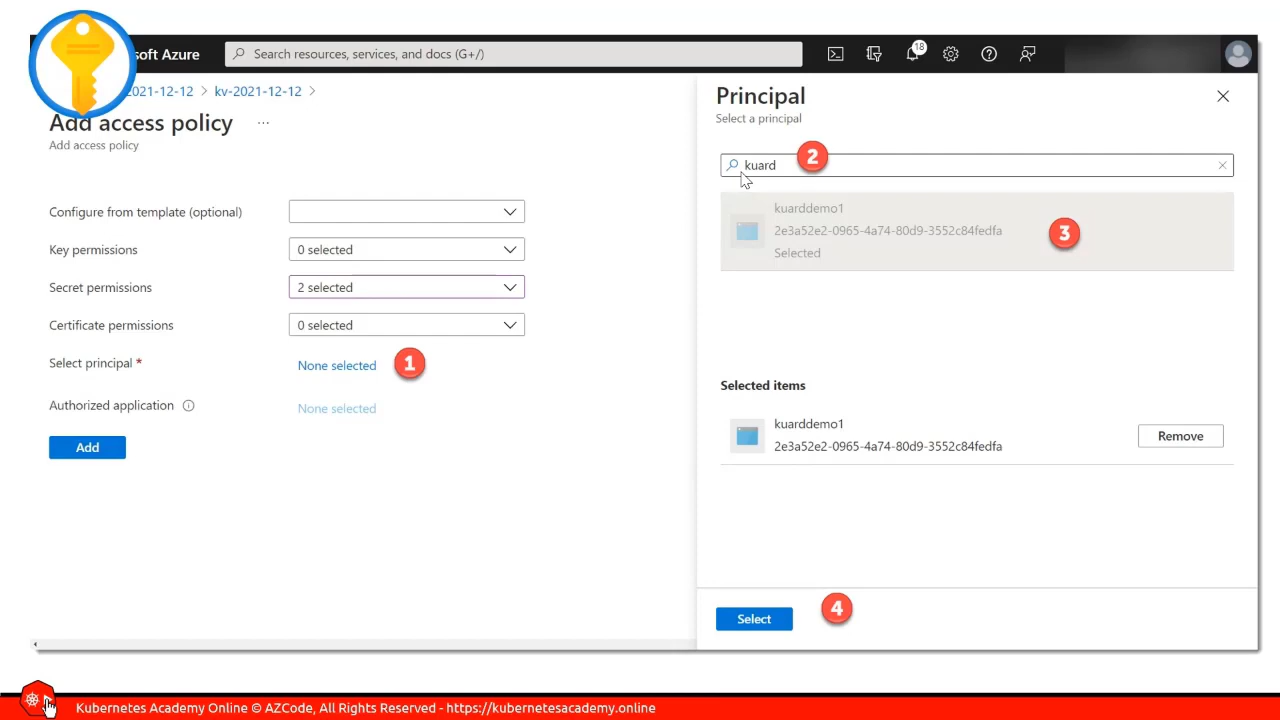 soft Azure
Search resources, services, and docs (G+/)
18
2021-12-12 > kv-2021-12-12 >
Add access policy ...
Add access policy
Configure from template (optional)
Key permissions 0 selected
Secret permissions 2 selected
Certificate permissions 0 selected
Select principal * None selected 1
Authorized application None selected
Add
Principal
Select a principal
kuard 2
kuarddemo1
2e3a52e2-0965-4a74-80d9-3552c84fedfa 3
Selected
Selected items
kuarddemo1
2e3a52e2-0965-4a74-80d9-3552c84fedfa
Remove
Select 4
Kubernetes Academy Online © AZCode, All Rights Reserved - https://kubernetesacademy.online